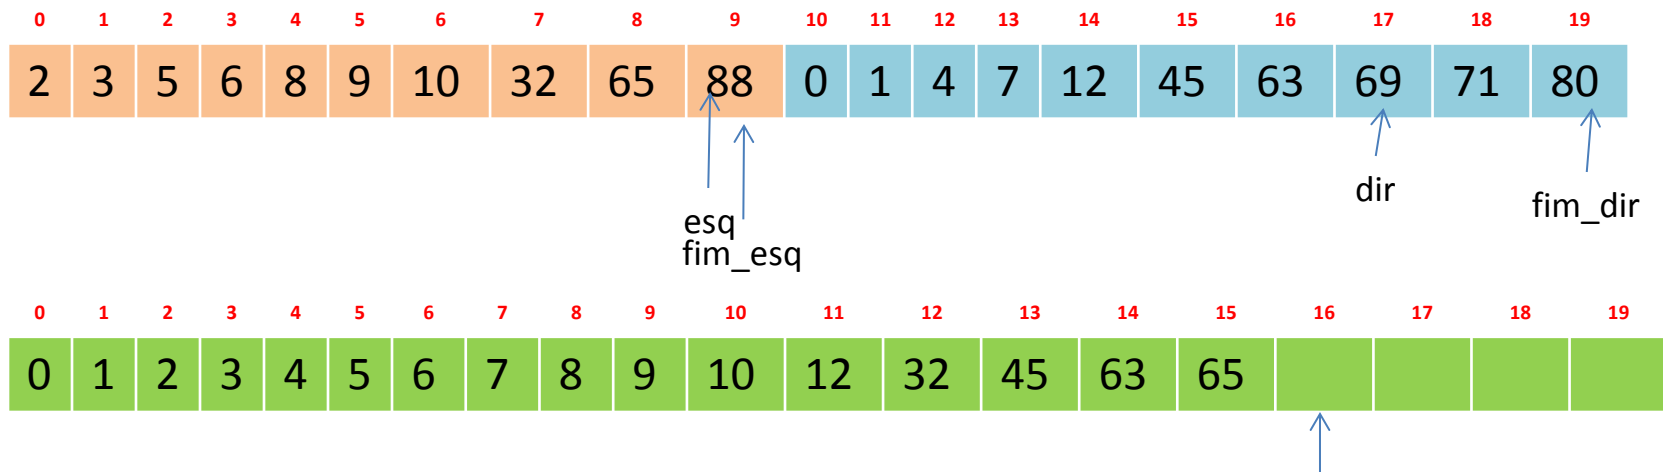 0 1 2 3 4 5 6 7 8 9 10 11 12 13 14 15 16 17 18 19
2 3 5 6 8 9 10 32 65 88 0 1 4 7 12 45 63 69 71 80
dir
fim_dir
esq
fim_esq
0 1 2 3 4 5 6 7 8 9 10 11 12 13 14 15 16 17 18 19
0 1 2 3 4 5 6 7 8 9 10 12 32 45 63 65